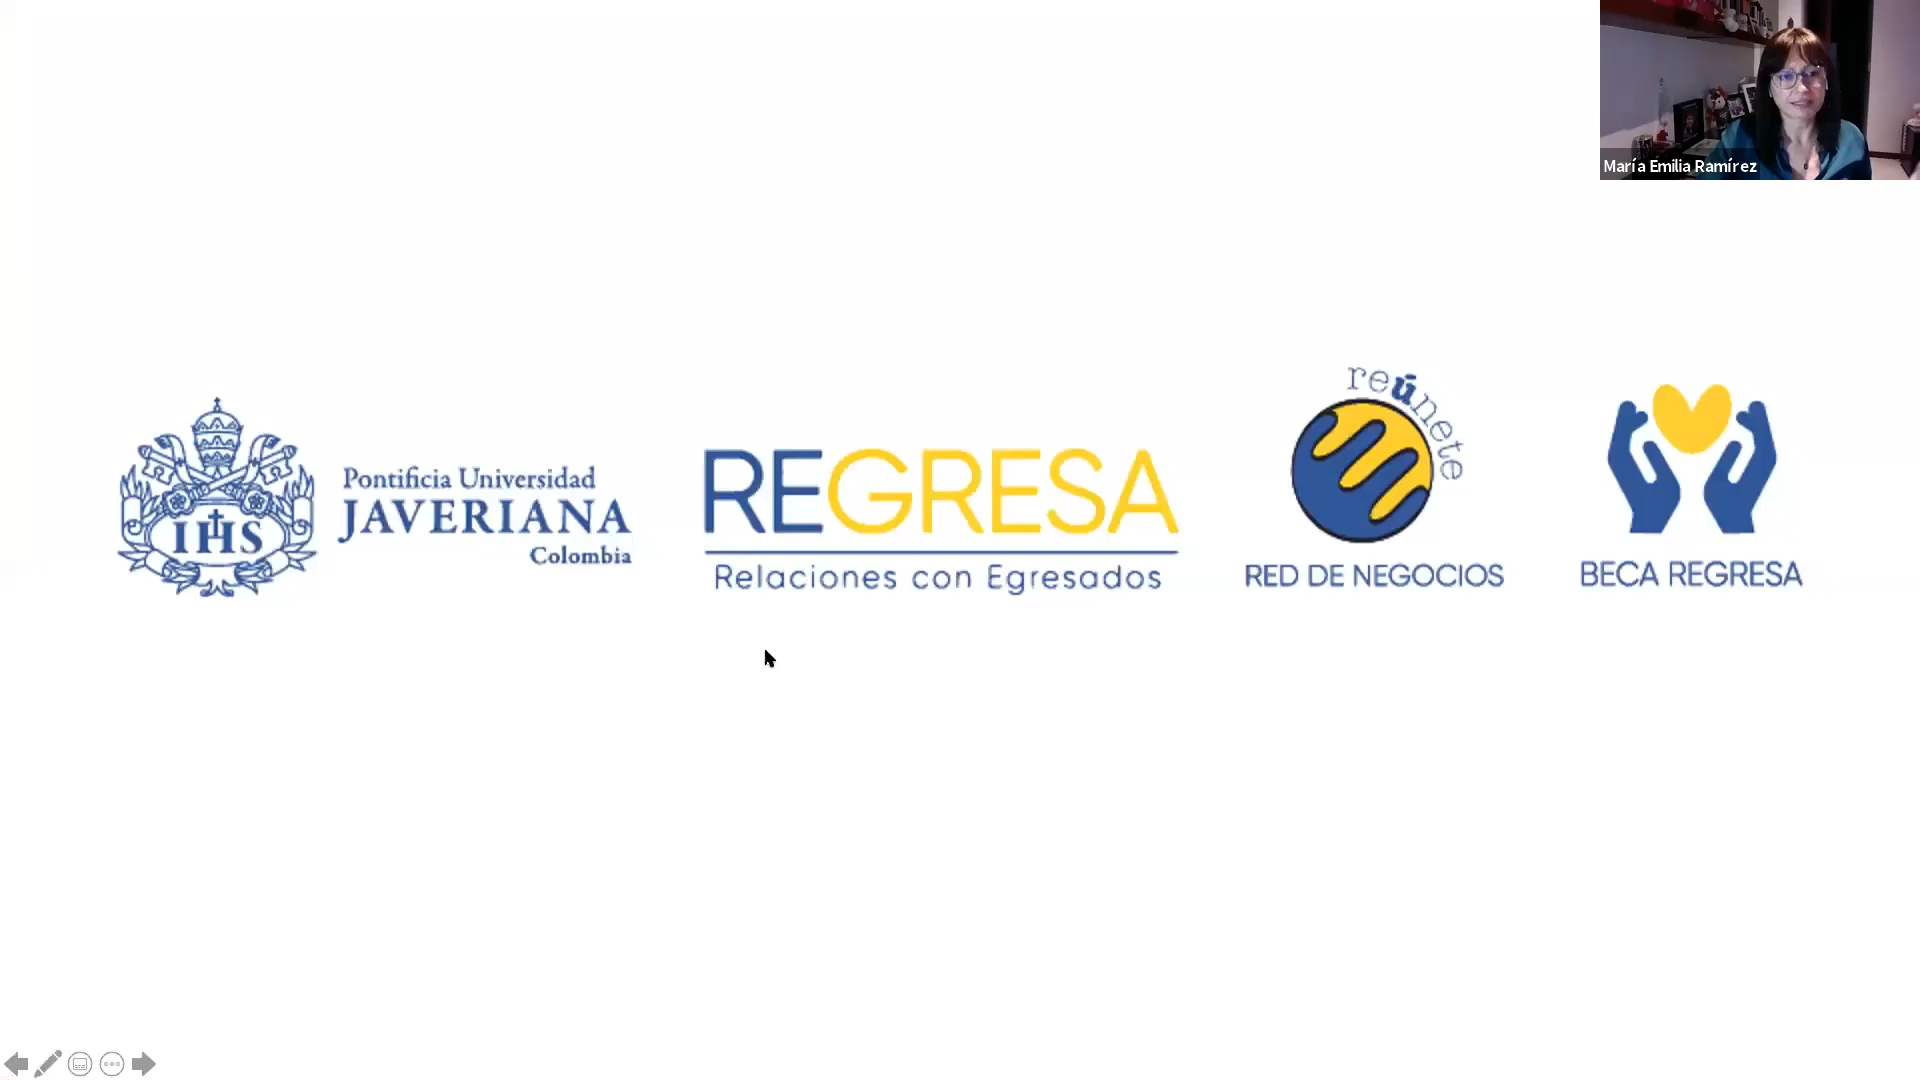 María Emilia Ramírez
reúnete
IHS
Pontificia Universidad
JAVERIANA
Colombia
REGRESA
Relaciones con Egresados
RED DE NEGOCIOS
BECA REGRESA